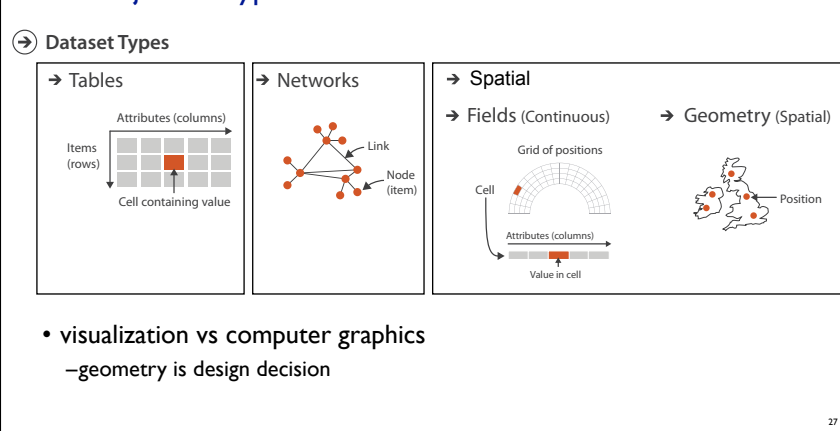 Dataset Types
→ Tables
Attributes (columns)
Items
(rows)
Cell containing value
→ Networks
Link
Node
(item)
→ Spatial
→ Fields (Continuous)
Grid of positions
Cell
Attributes (columns)
Value in cell
→ Geometry (Spatial)
Position
• visualization vs computer graphics
–geometry is design decision
27